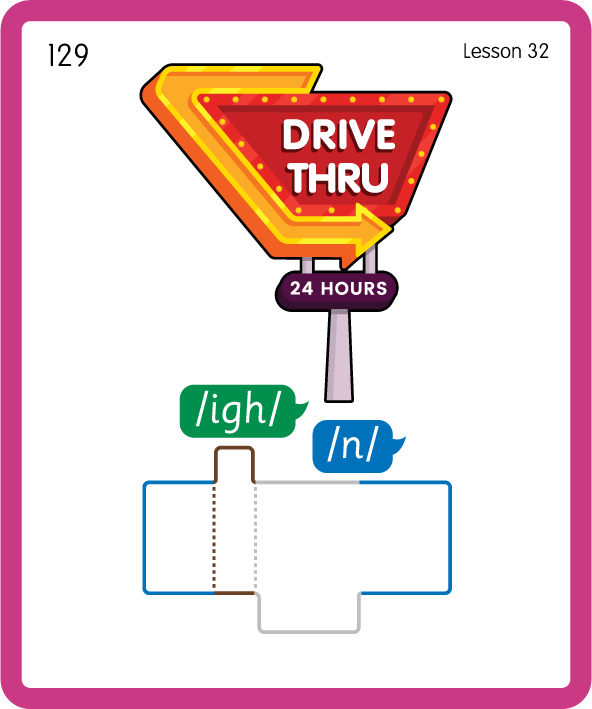 129
Lesson 32
DRIVE
THRU
24 HOURS
/igh/
/n/